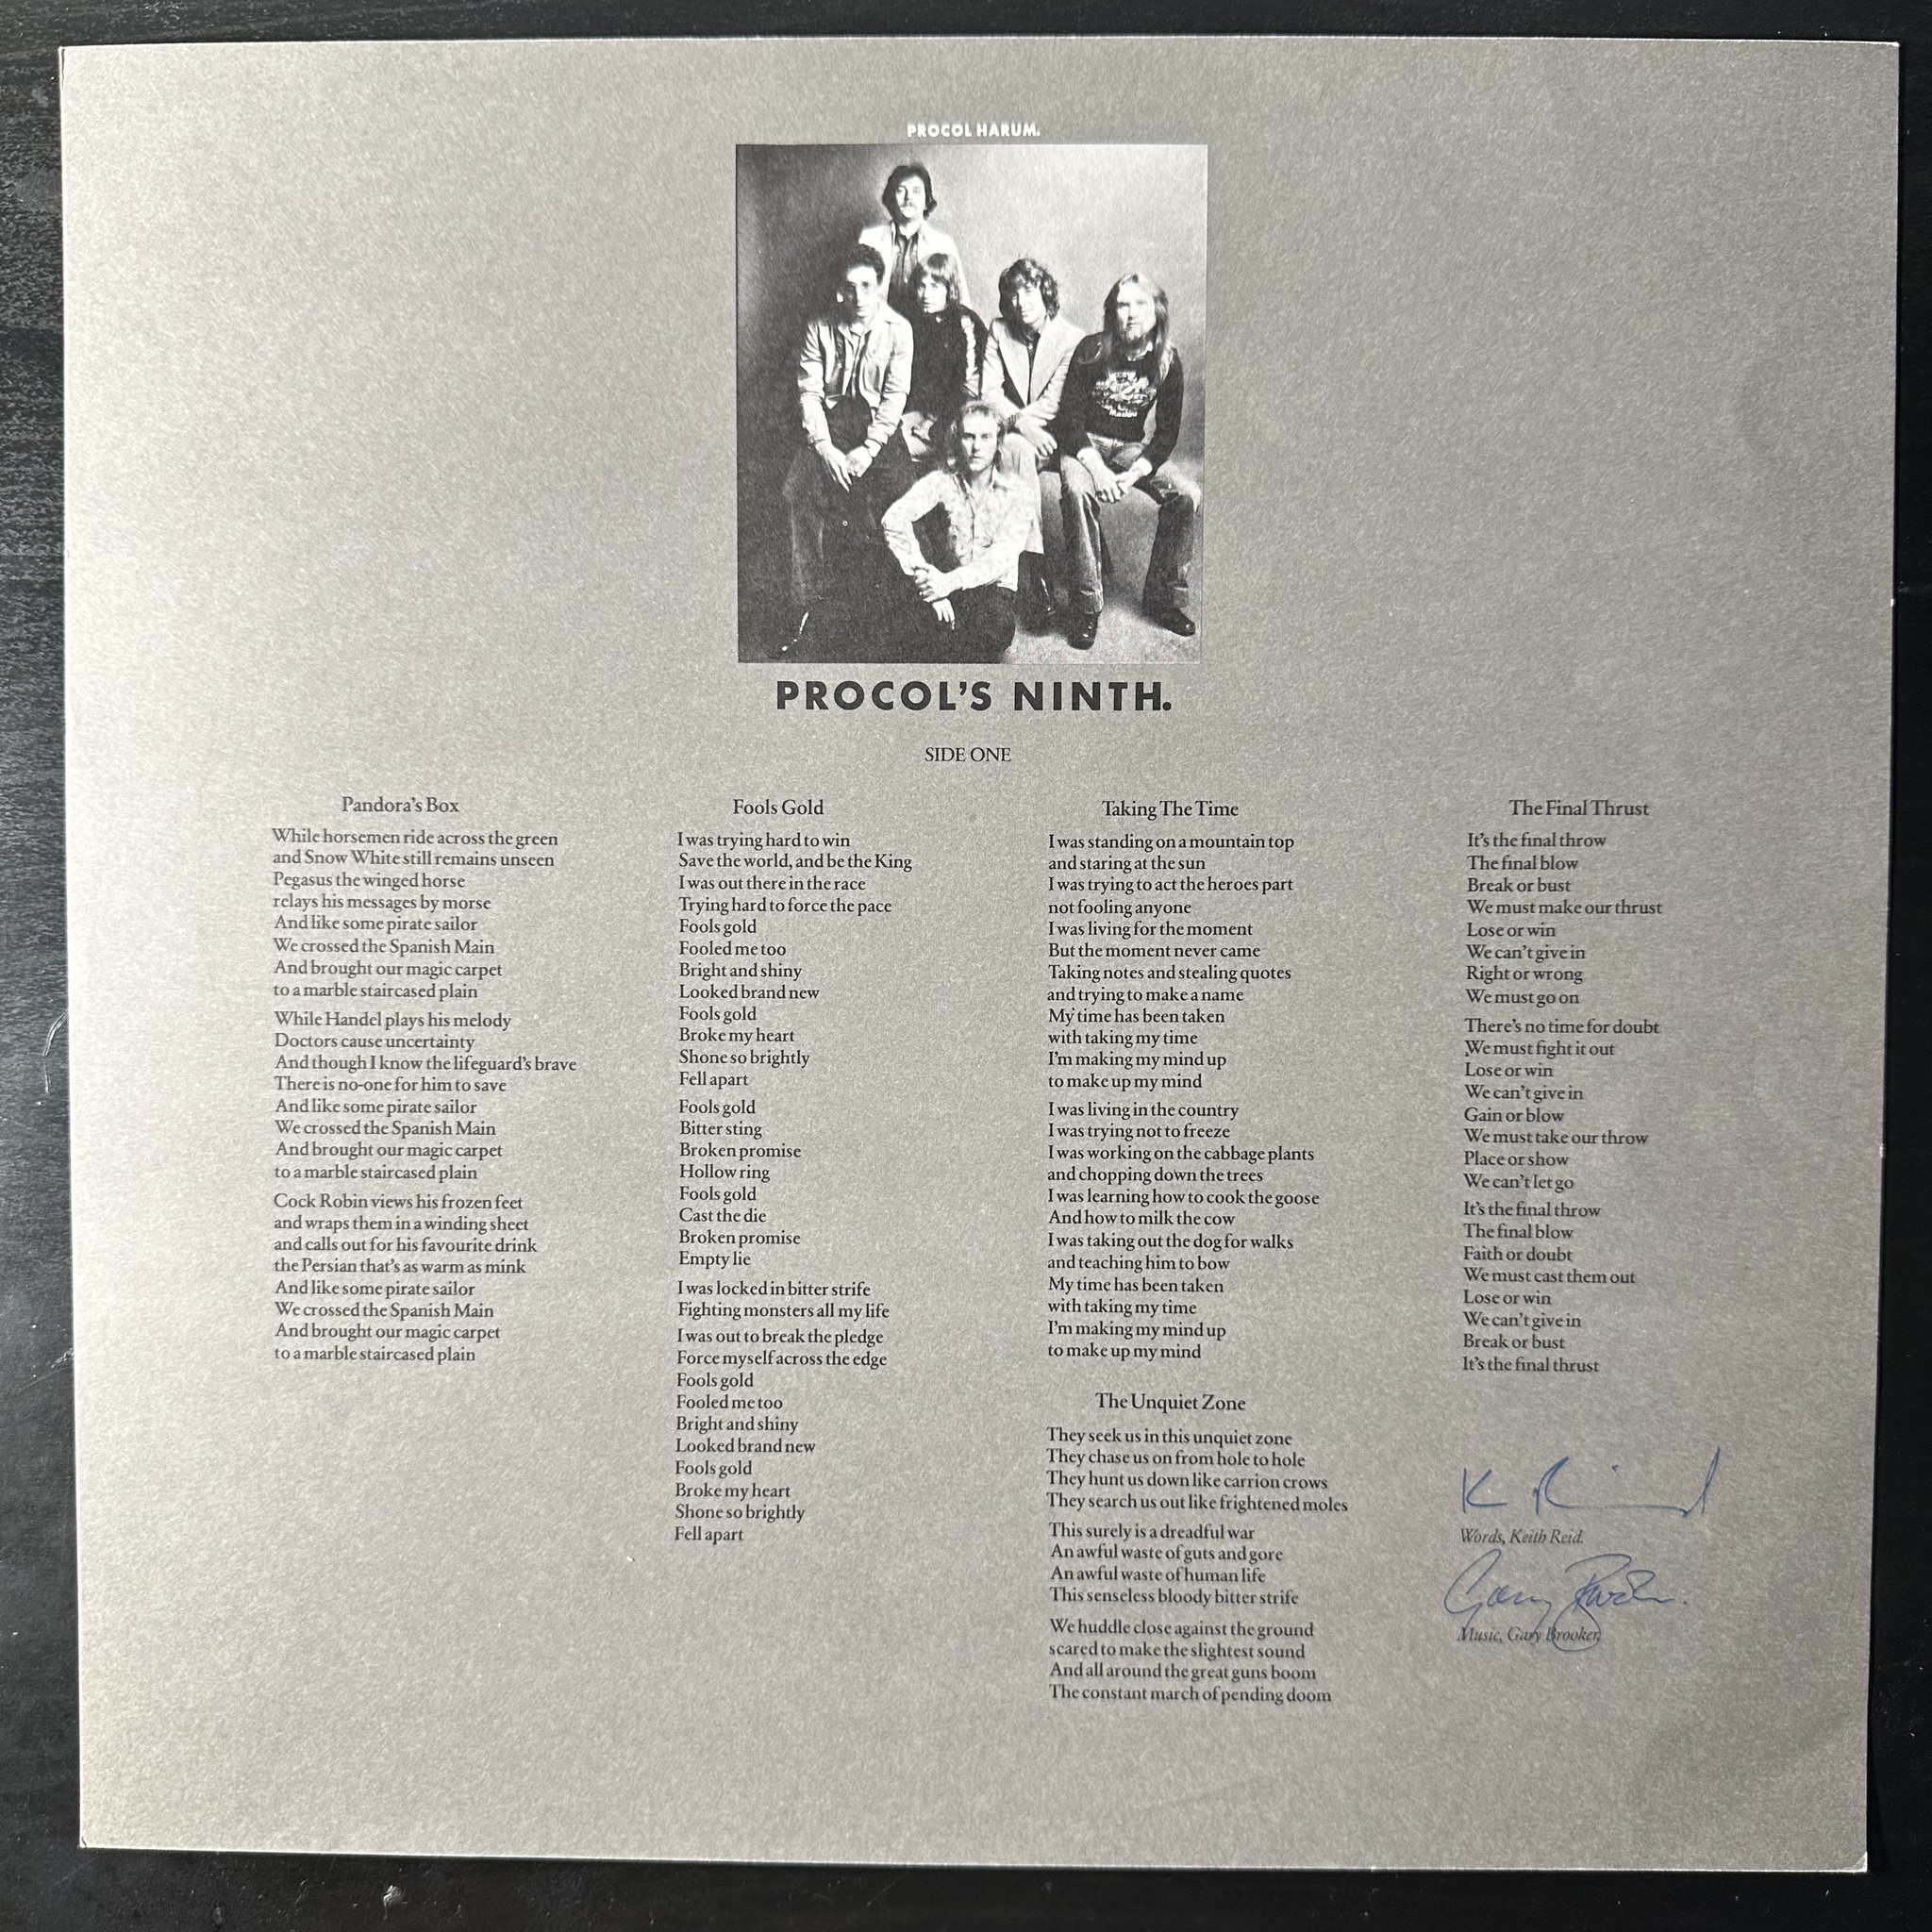 PROCOL HARUM.
PROCOL'S NINTH.
SIDE ONE
Pandora's Box
While horsemen ride across the green
and Snow White still remains unseen
Pegasus the winged horse
relays his messages by morse
And like some pirate sailor
We crossed the Spanish Main
And brought our magic carpet
to a marble staircased plain
While Handel plays his melody
Doctors cause uncertainty
And though I know the lifeguard's brave
There is no-one for him to save
And like some pirate sailor
We crossed the Spanish Main
And brought our magic carpet
to a marble staircased plain
Cock Robin views his frozen feet
and wraps them in a winding sheet
and calls out for his favourite drink
the Persian that's as warm as mink
And like some pirate sailor
We crossed the Spanish Main
And brought our magic carpet
to a marble staircased plain
Fools Gold
I was trying hard to win
Save the world, and be the King
I was out there in the race
Trying hard to force the pace
Fools gold
Fooled me too
Bright and shiny
Looked brand new
Fools gold
Broke my heart
Shone so brightly
Fell apart
Fools gold
Bitter sting
Broken promise
Hollow ring
Fools gold
Cast the die
Broken promise
Empty lie
I was locked in bitter strife
Fighting monsters all my life
I was out to break the pledge
Force myself across the edge
Fools gold
Fooled me too
Bright and shiny
Looked brand new
Fools gold
Broke my heart
Shone so brightly
Fell apart
Taking The Time
I was standing on a mountain top
and staring at the sun
I was trying to act the heroes part
not fooling anyone
I was living for the moment
But the moment never came
Taking notes and stealing quotes
and trying to make a name
My time has been taken
with taking my time
I'm making my mind up
to make up my mind
I was living in the country
I was trying not to freeze
I was working on the cabbage plants
and chopping down the trees
I was learning how to cook the goose
And how to milk the cow
I was taking out the dog for walks
and teaching him to bow
My time has been taken
with taking my time
I'm making my mind up
to make up my mind
The Unquiet Zone
They seek us in this unquiet zone
They chase us on from hole to hole
They hunt us down like carrion crows
They search us out like frightened moles
This surely is a dreadful war
An awful waste of guts and gore
An awful waste of human life
This senseless bloody bitter strife
We huddle close against the ground
scared to make the slightest sound
And all around the great guns boom
The constant march of pending doom
The Final Thrust
It's the final throw
The final blow
Break or bust
We must make our thrust
Lose or win
We can't give in
Right or wrong
We must go on
There's no time for doubt
We must fight it out
Lose or win
We can't give in
Gain or blow
We must take our throw
Place or show
We can't let go
It's the final throw
The final blow
Faith or doubt
We must cast them out
Lose or win
We can't give in
Break or bust
It's the final thrust
K
Words, Keith Reid.
Gary
Music, Gary Brooker.